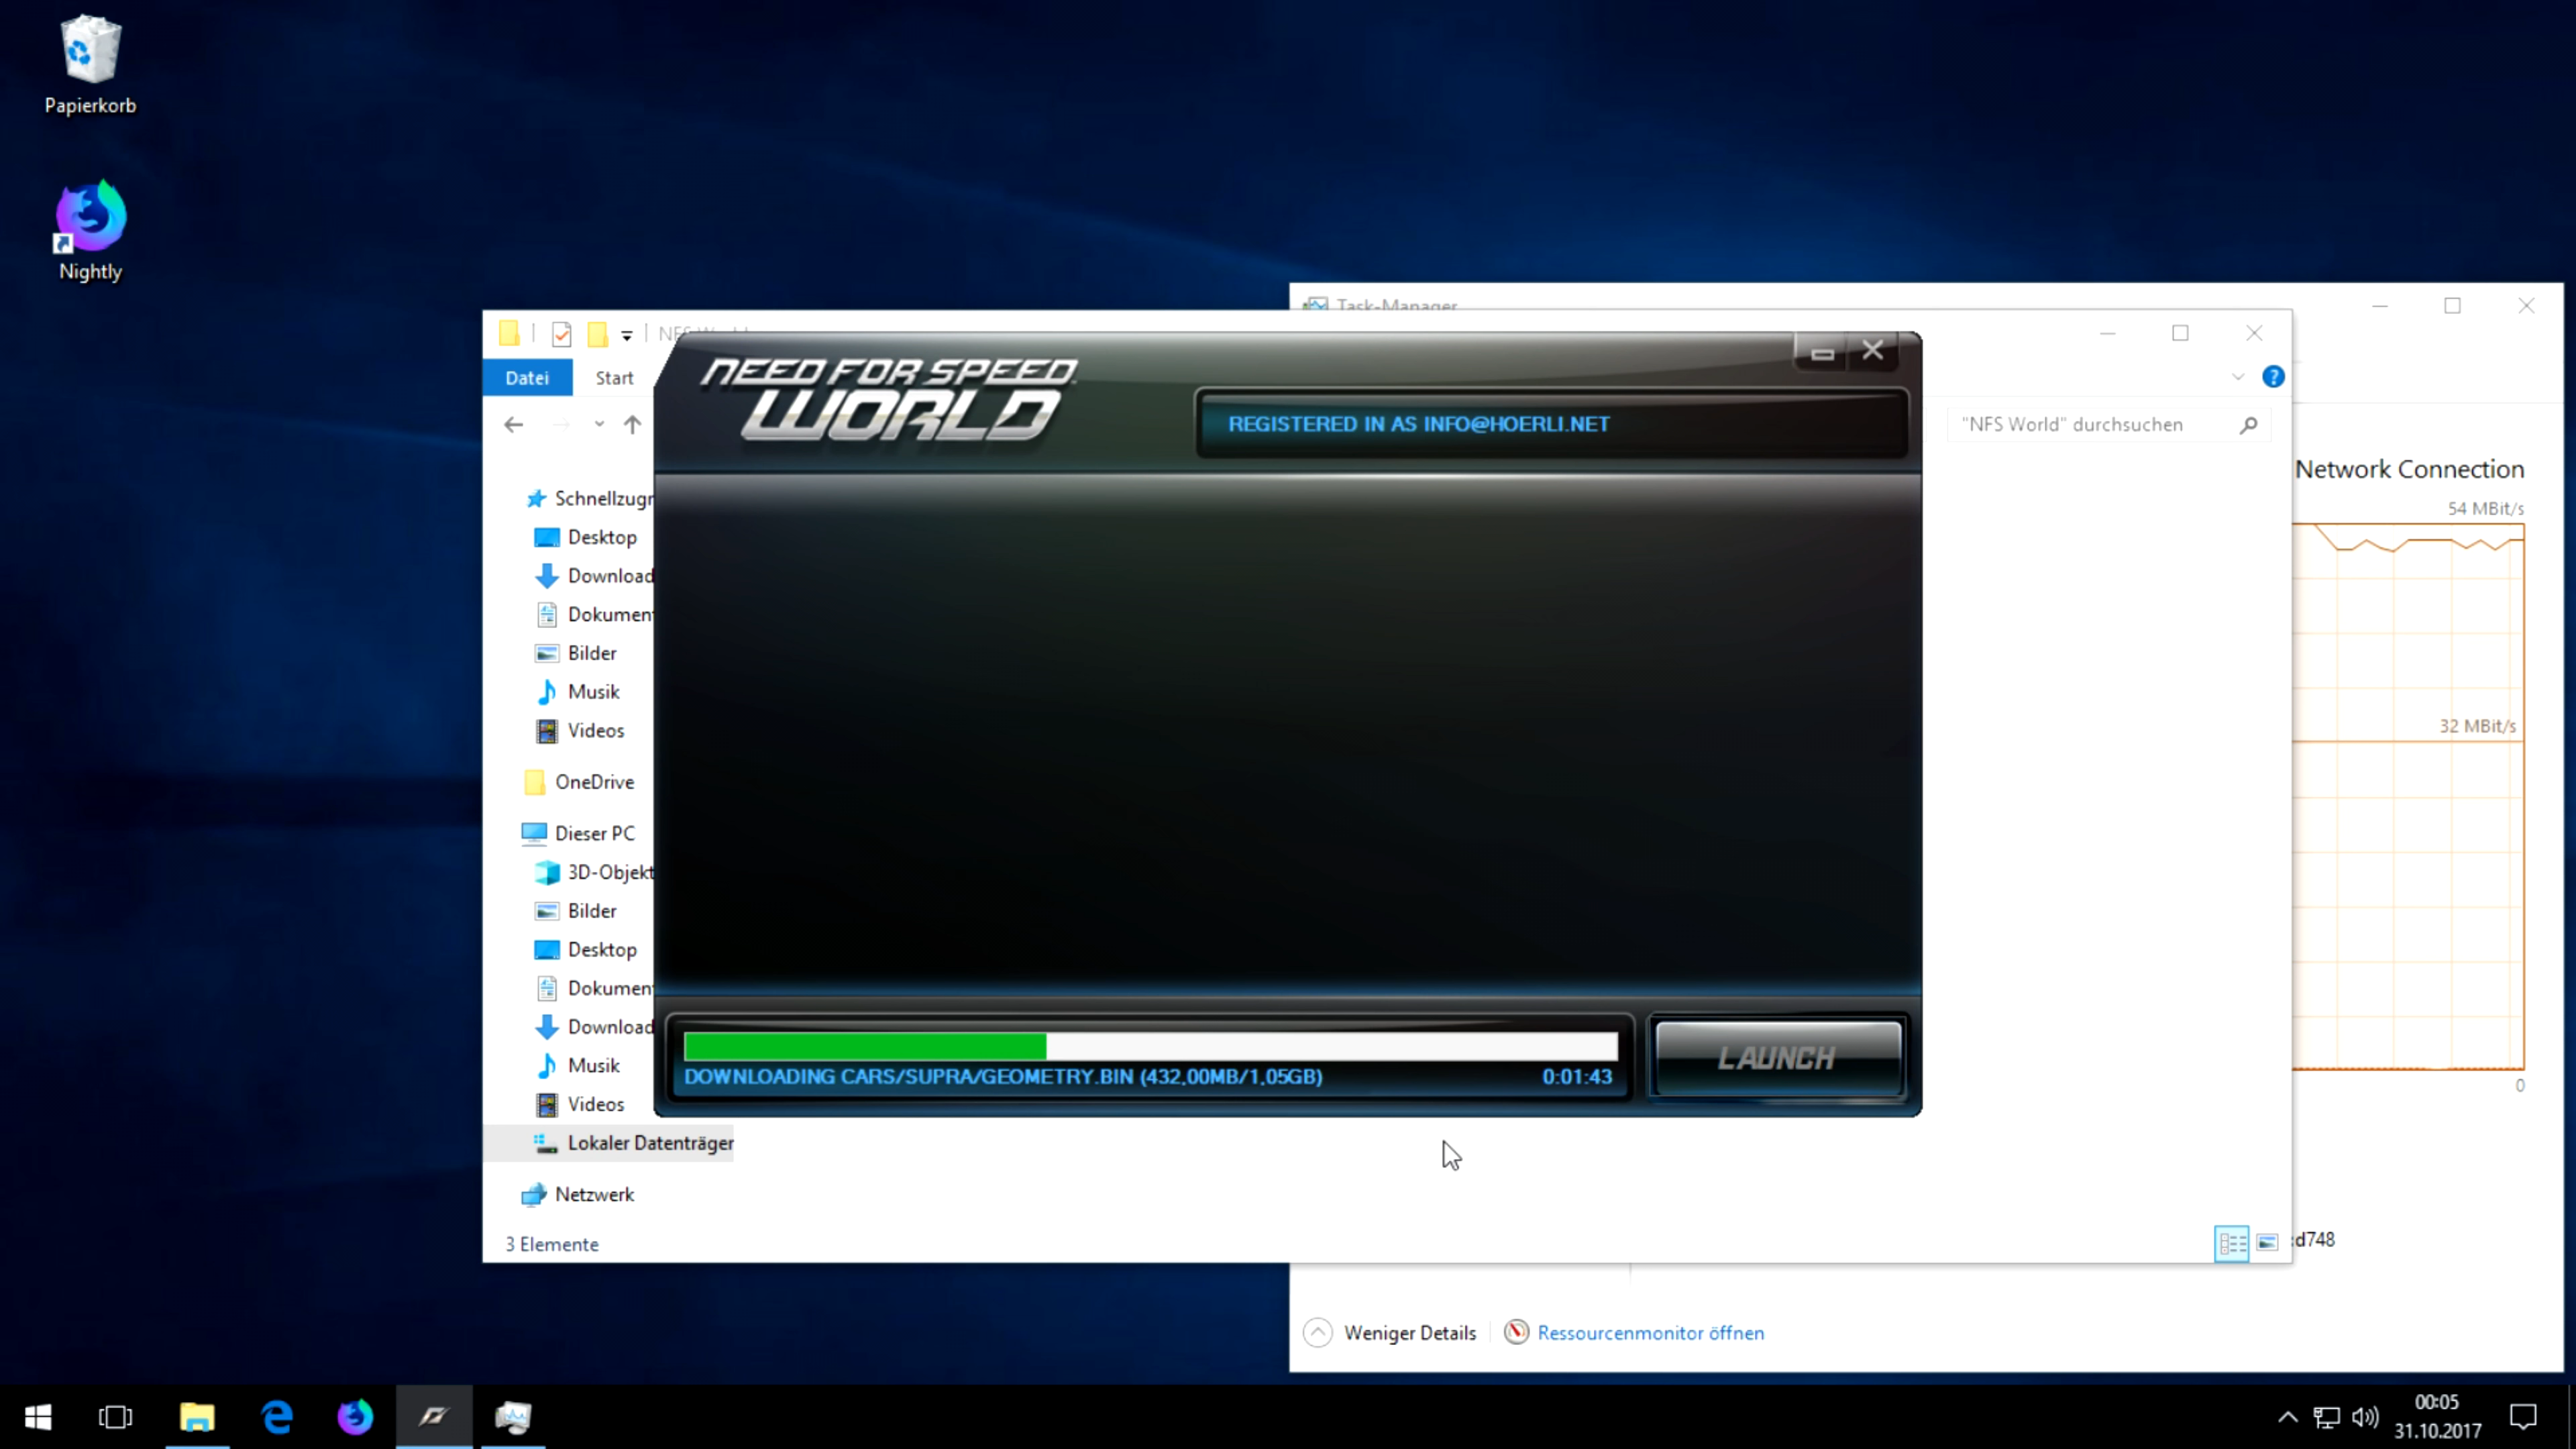 Papierkorb
Nightly
Task-Manager
Datei
Start
NEED FOR SPEED
WORLD
REGISTERED IN AS INFO@HOERLI.NET
"NFS World" durchsuchen
Network Connection
54 MBit/s
32 MBit/s
0
Schnellzugr
Desktop
Download
Dokumen
Bilder
Musik
Videos
OneDrive
Dieser PC
3D-Objekt
Bilder
Desktop
Dokumen
Download
Musik
Videos
Lokaler Datenträger
Netzwerk
3 Elemente
DOWNLOADING CARS/SUPRA/GEOMETRY.BIN (432,00MB/1,05GB)
0:01:43
LAUNCH
:d748
Weniger Details
Ressourcenmonitor öffnen
00:05
31.10.2017